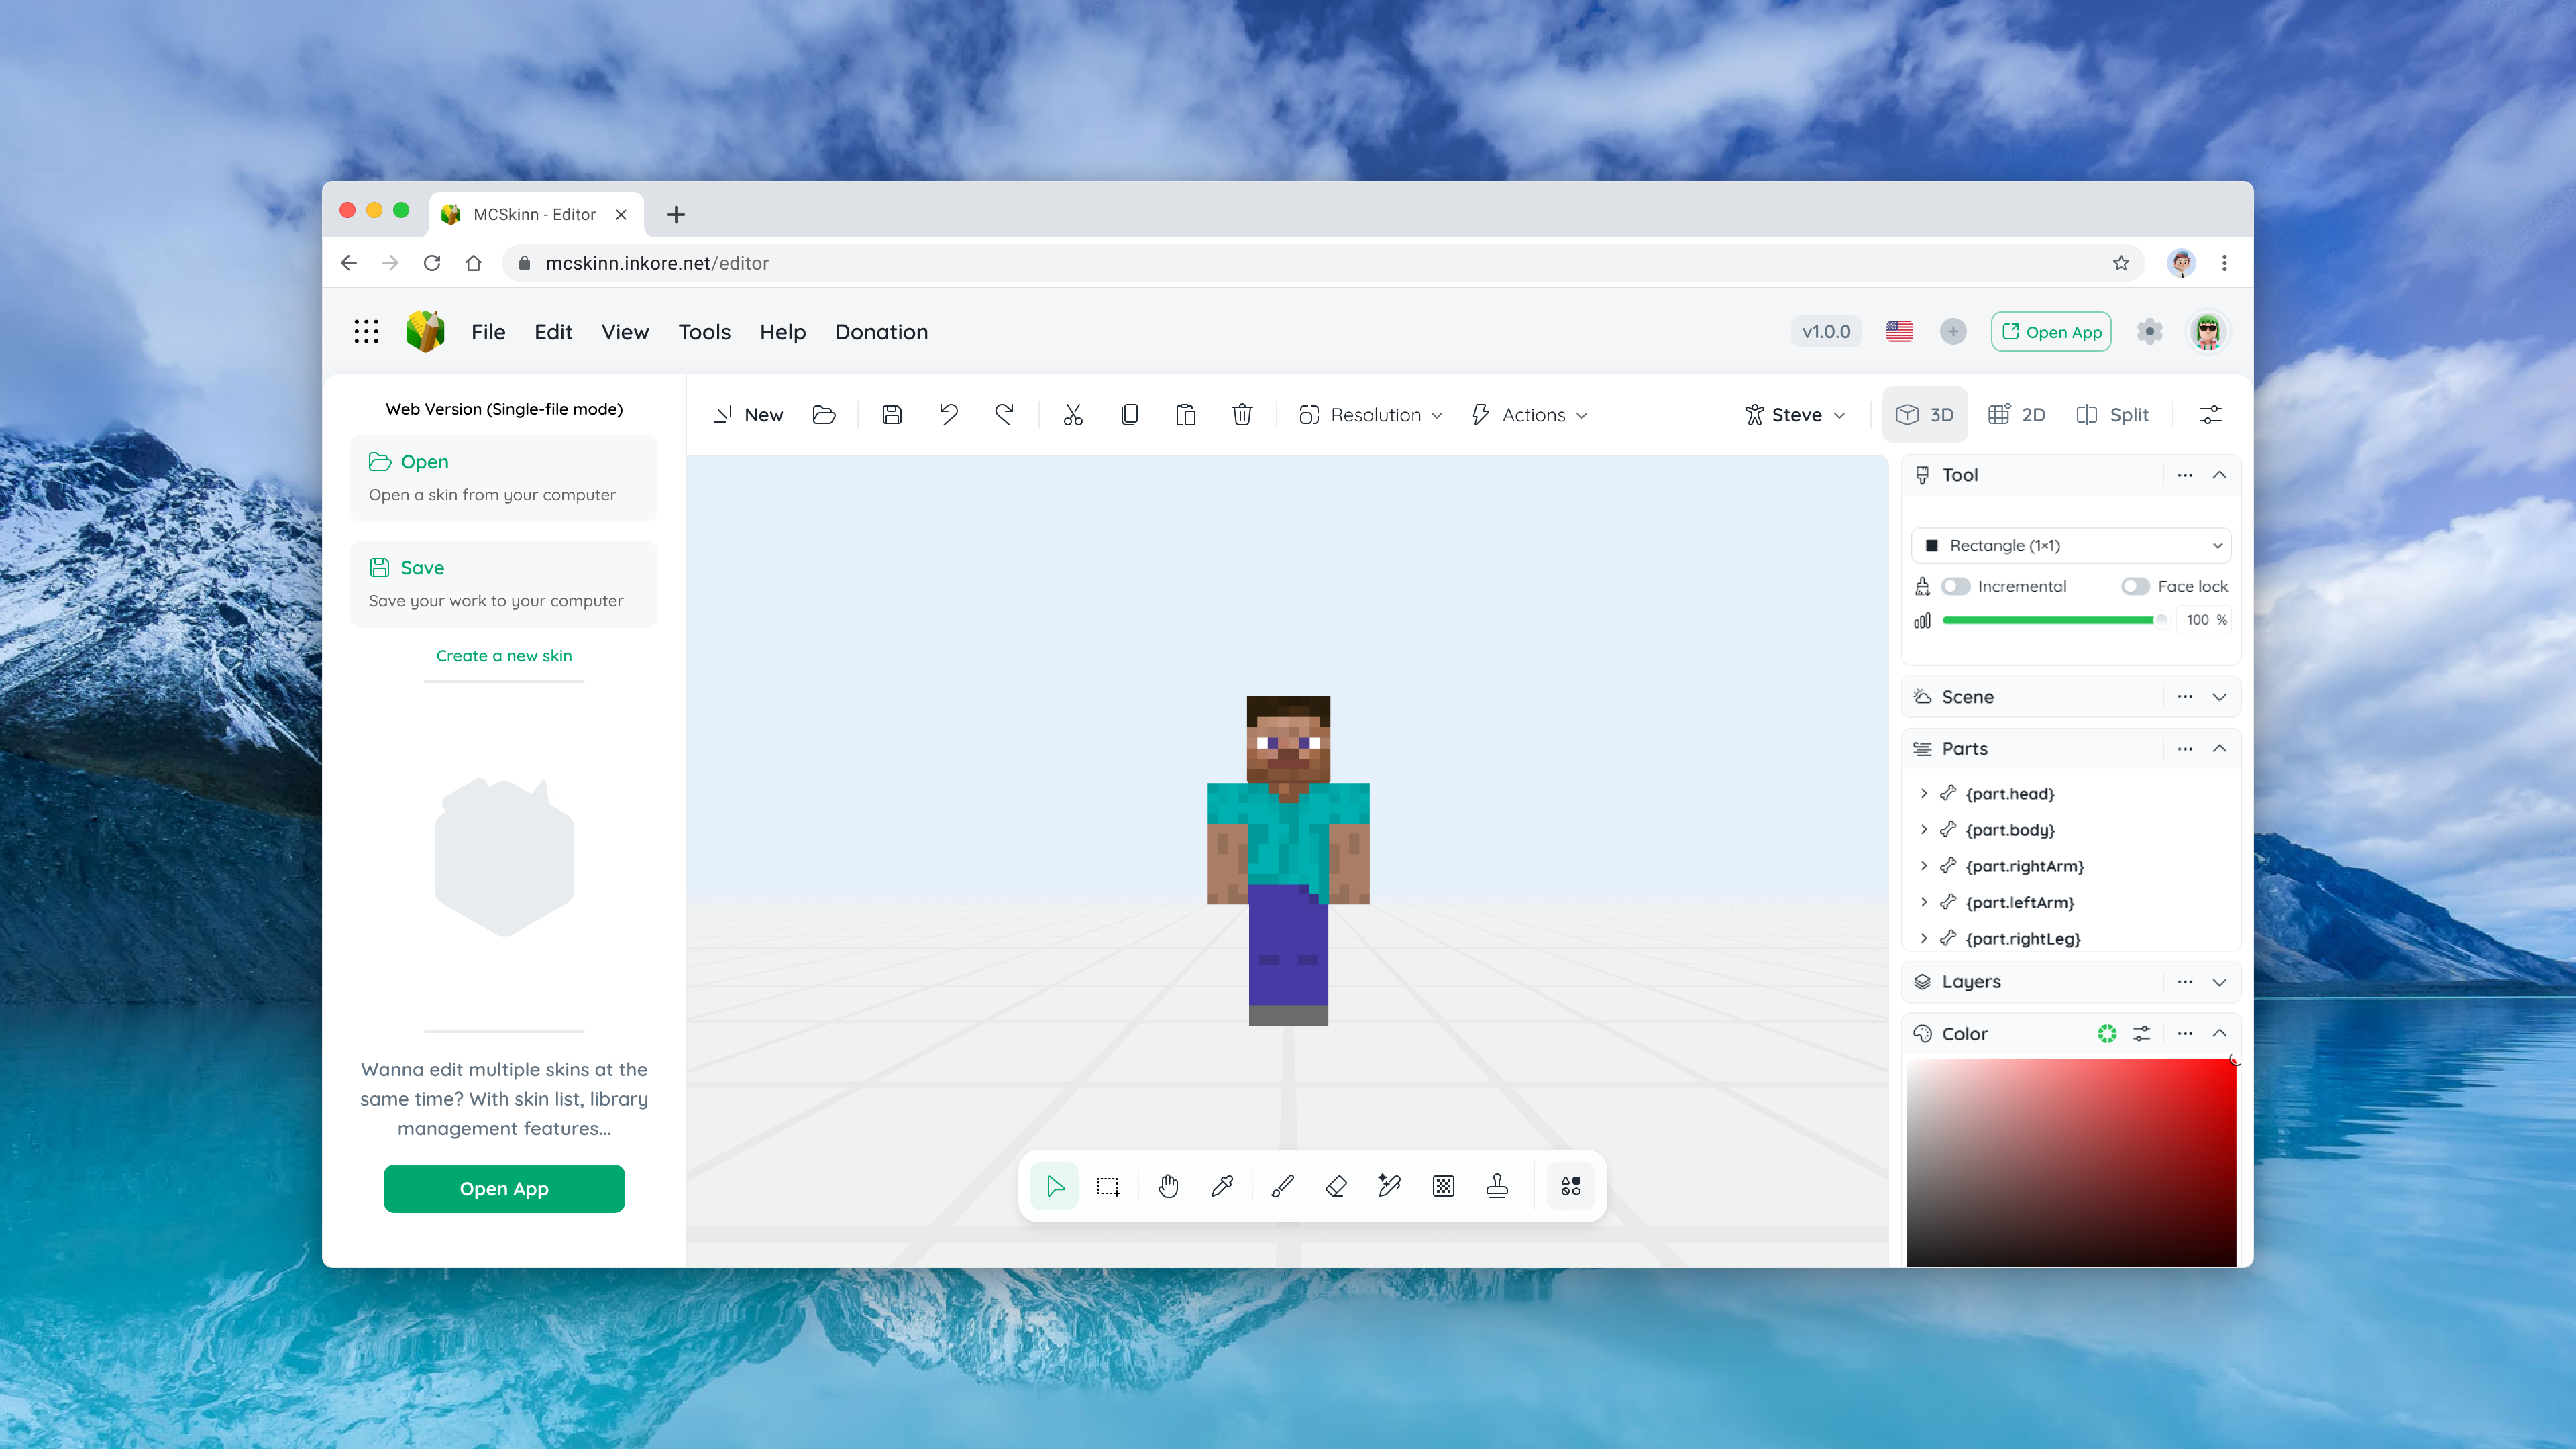 MCSkinn - Editor
mcskinn.inkore.net/editor
File Edit View Tools Help Donation
v1.0.0
Open App
Web Version (Single-file mode)
Open
Open a skin from your computer
Save
Save your work to your computer
Create a new skin
Wanna edit multiple skins at the
same time? With skin list, library
management features...
Open App
New
Resolution
Actions
Steve
3D
2D
Split
Tool
Rectangle (1×1)
Incremental
Face lock
100 %
Scene
Parts
{part.head}
{part.body}
{part.rightArm}
{part.leftArm}
{part.rightLeg}
Layers
Color